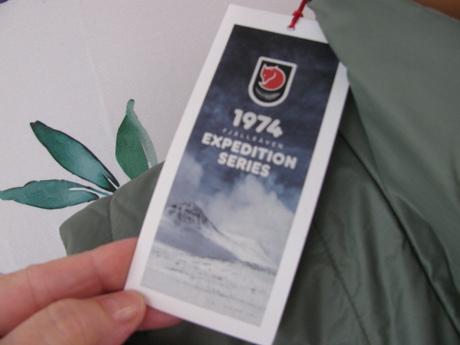 1974
FJÄLLRÄVEN
EXPEDITION
SERIES